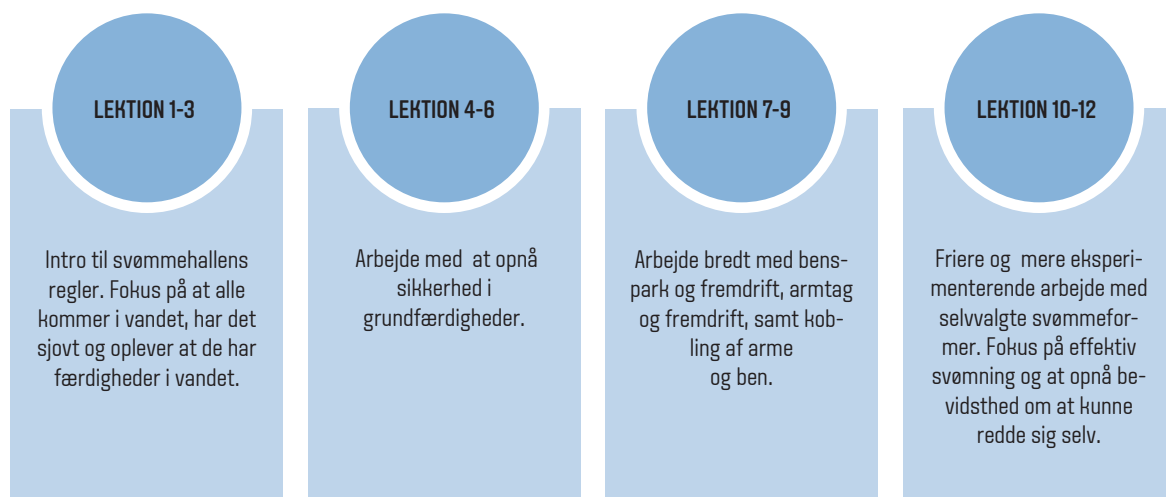 LEKTION 1-3
Intro til svømmehallens
regler. Fokus på at alle
kommer i vandet, har det
sjovt og oplever at de har
færdigheder i vandet.
LEKTION 4-6
Arbejde med at opnå
sikkerhed i
grundfærdigheder.
LEKTION 7-9
Arbejde bredt med bens-
park og fremdrift, armtag
og fremdrift, samt kob-
ling af arme
og ben.
LEKTION 10-12
Friere og mere eksperi-
menterende arbejde med
selvvalgte svømmefor-
mer. Fokus på effektiv
svømning og at opnå be-
vidsthed om at kunne
redde sig selv.